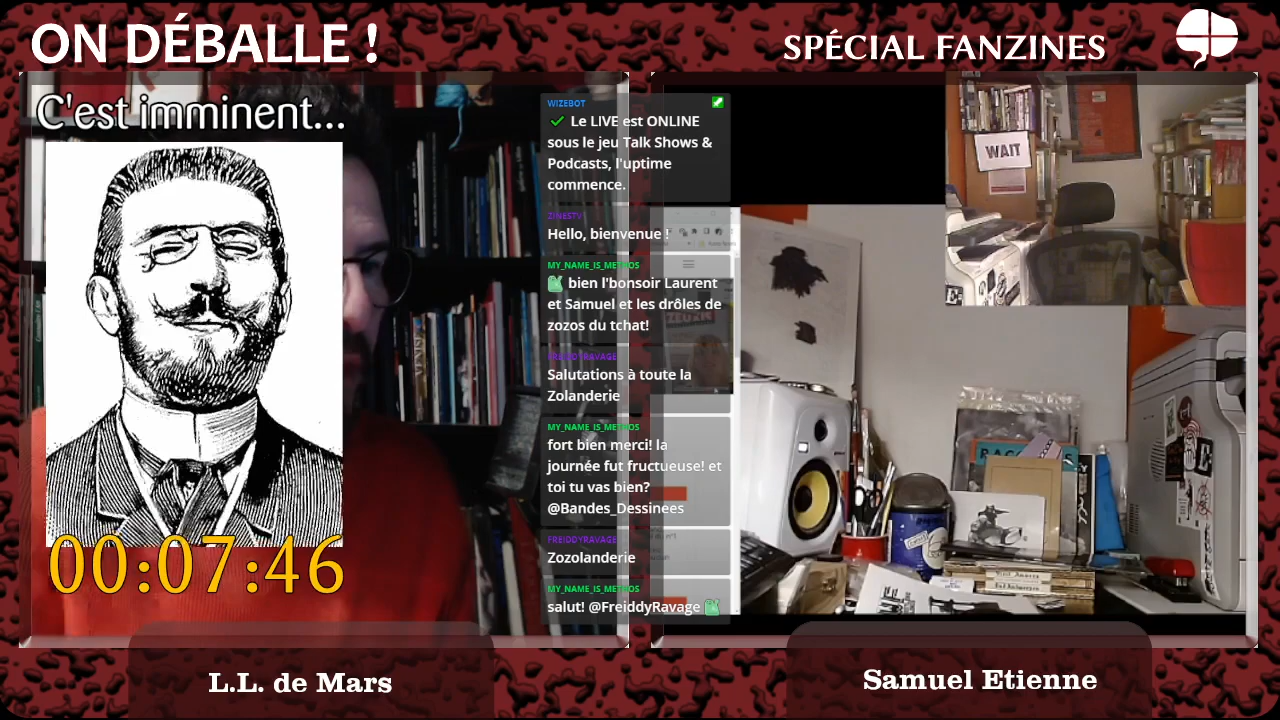 ON DÉBALLE !
SPÉCIAL FANZINES
C'est imminent...
00:07:46
WIZEBOT
Le LIVE est ONLINE
sous le jeu Talk Shows &
Podcasts, l'uptime
commence.
ZINESTV
Hello, bienvenue !
MY_NAME_IS_METHOS
bien l'bonsoir Laurent
et Samuel et les drôles de
zozos du tchat!
FREIDDYRAVAGE
Salutations à toute la
Zolanderie
MY_NAME_IS_METHOS
fort bien merci! la
journée fut fructueuse! et
toi tu vas bien?
@Bandes_Dessinees
FREIDDYRAVAGE
Zozolanderie
MY_NAME_IS_METHOS
salut! @FreiddyRavage
WAIT
L.L. de Mars
Samuel Etienne